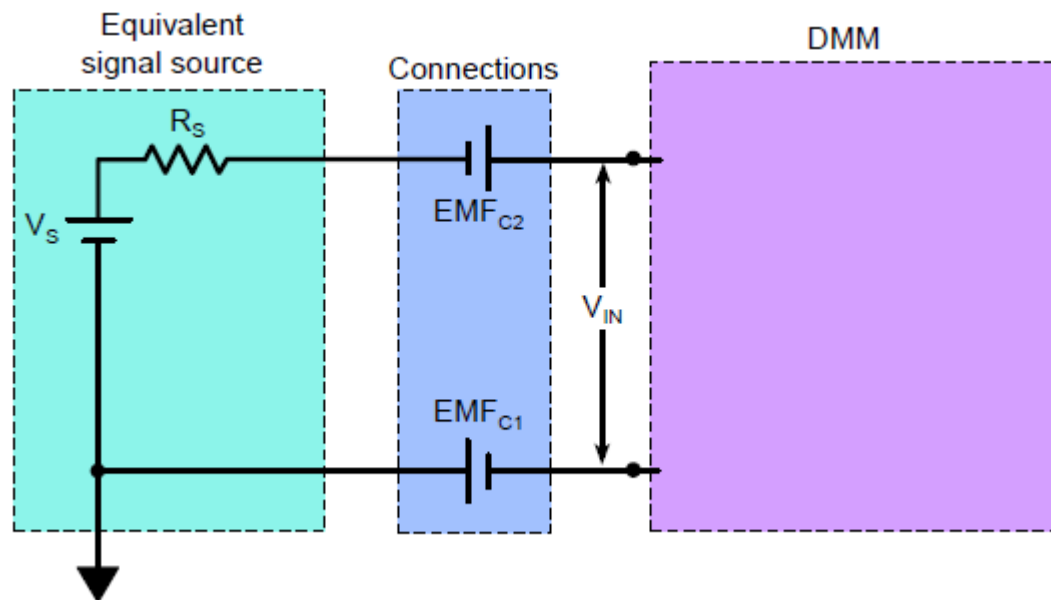 Equivalent
signal source
Connections
DMM
RS
VS
EMFC2
VIN
EMFC1